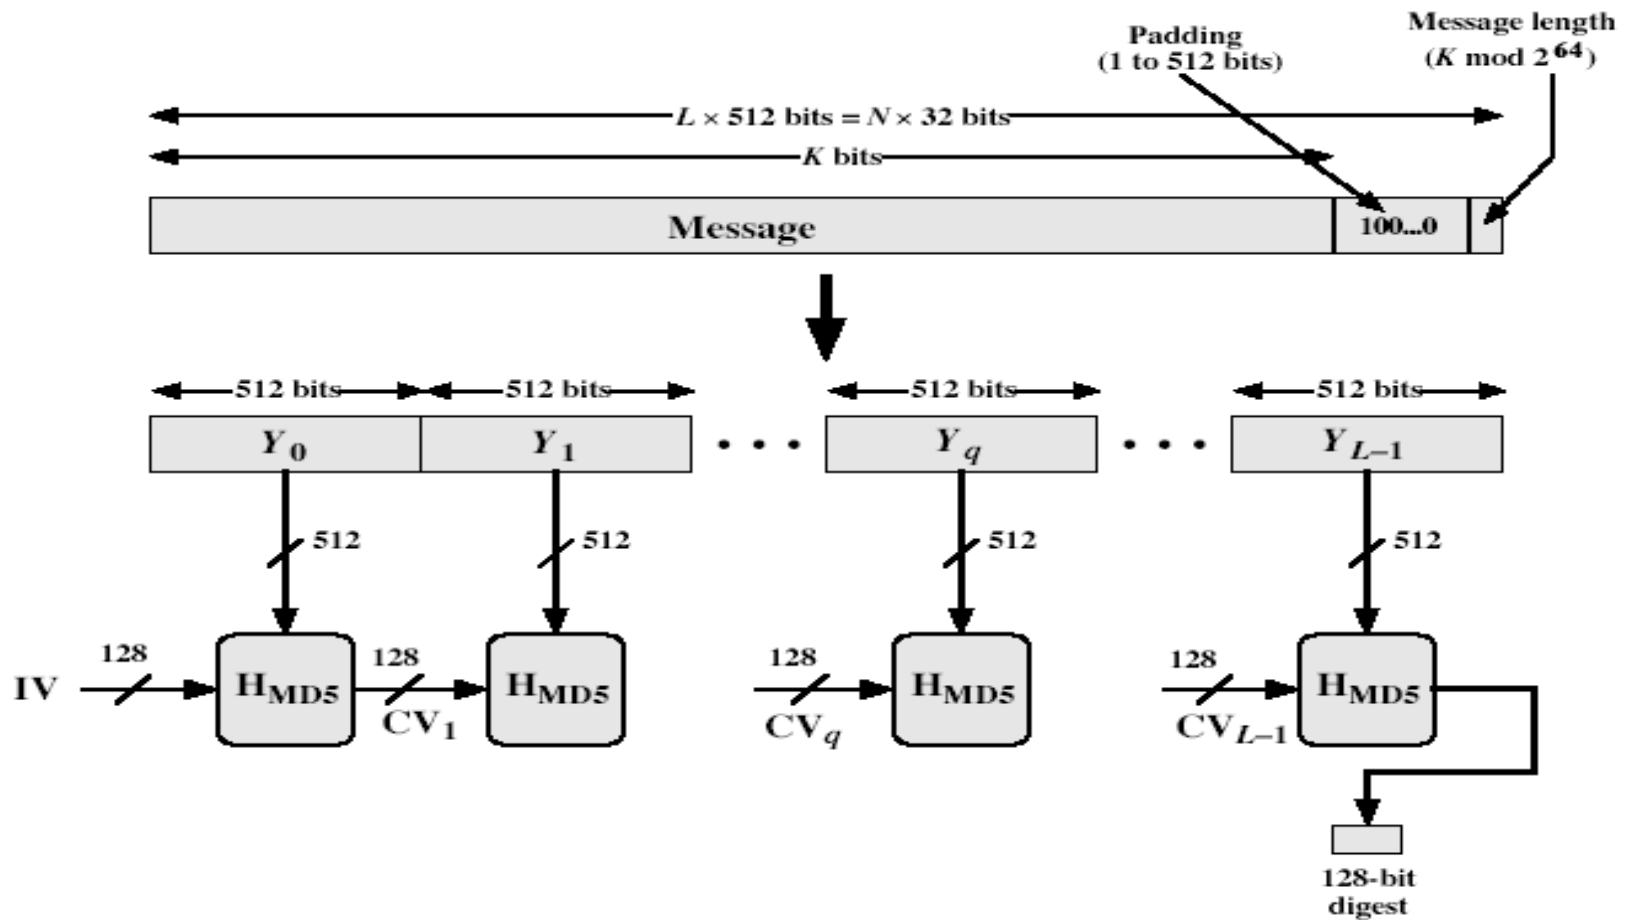 Padding
(1 to 512 bits)
Message length
(K mod 2^64)
L × 512 bits = N × 32 bits
K bits
Message
100...0
512 bits
512 bits
512 bits
512 bits
Y0
Y1
• • •
Yq
• • •
YL–1
512
512
512
512
128
128
128
128
IV
HMD5
HMD5
HMD5
HMD5
CV1
CVq
CVL–1
128-bit
digest